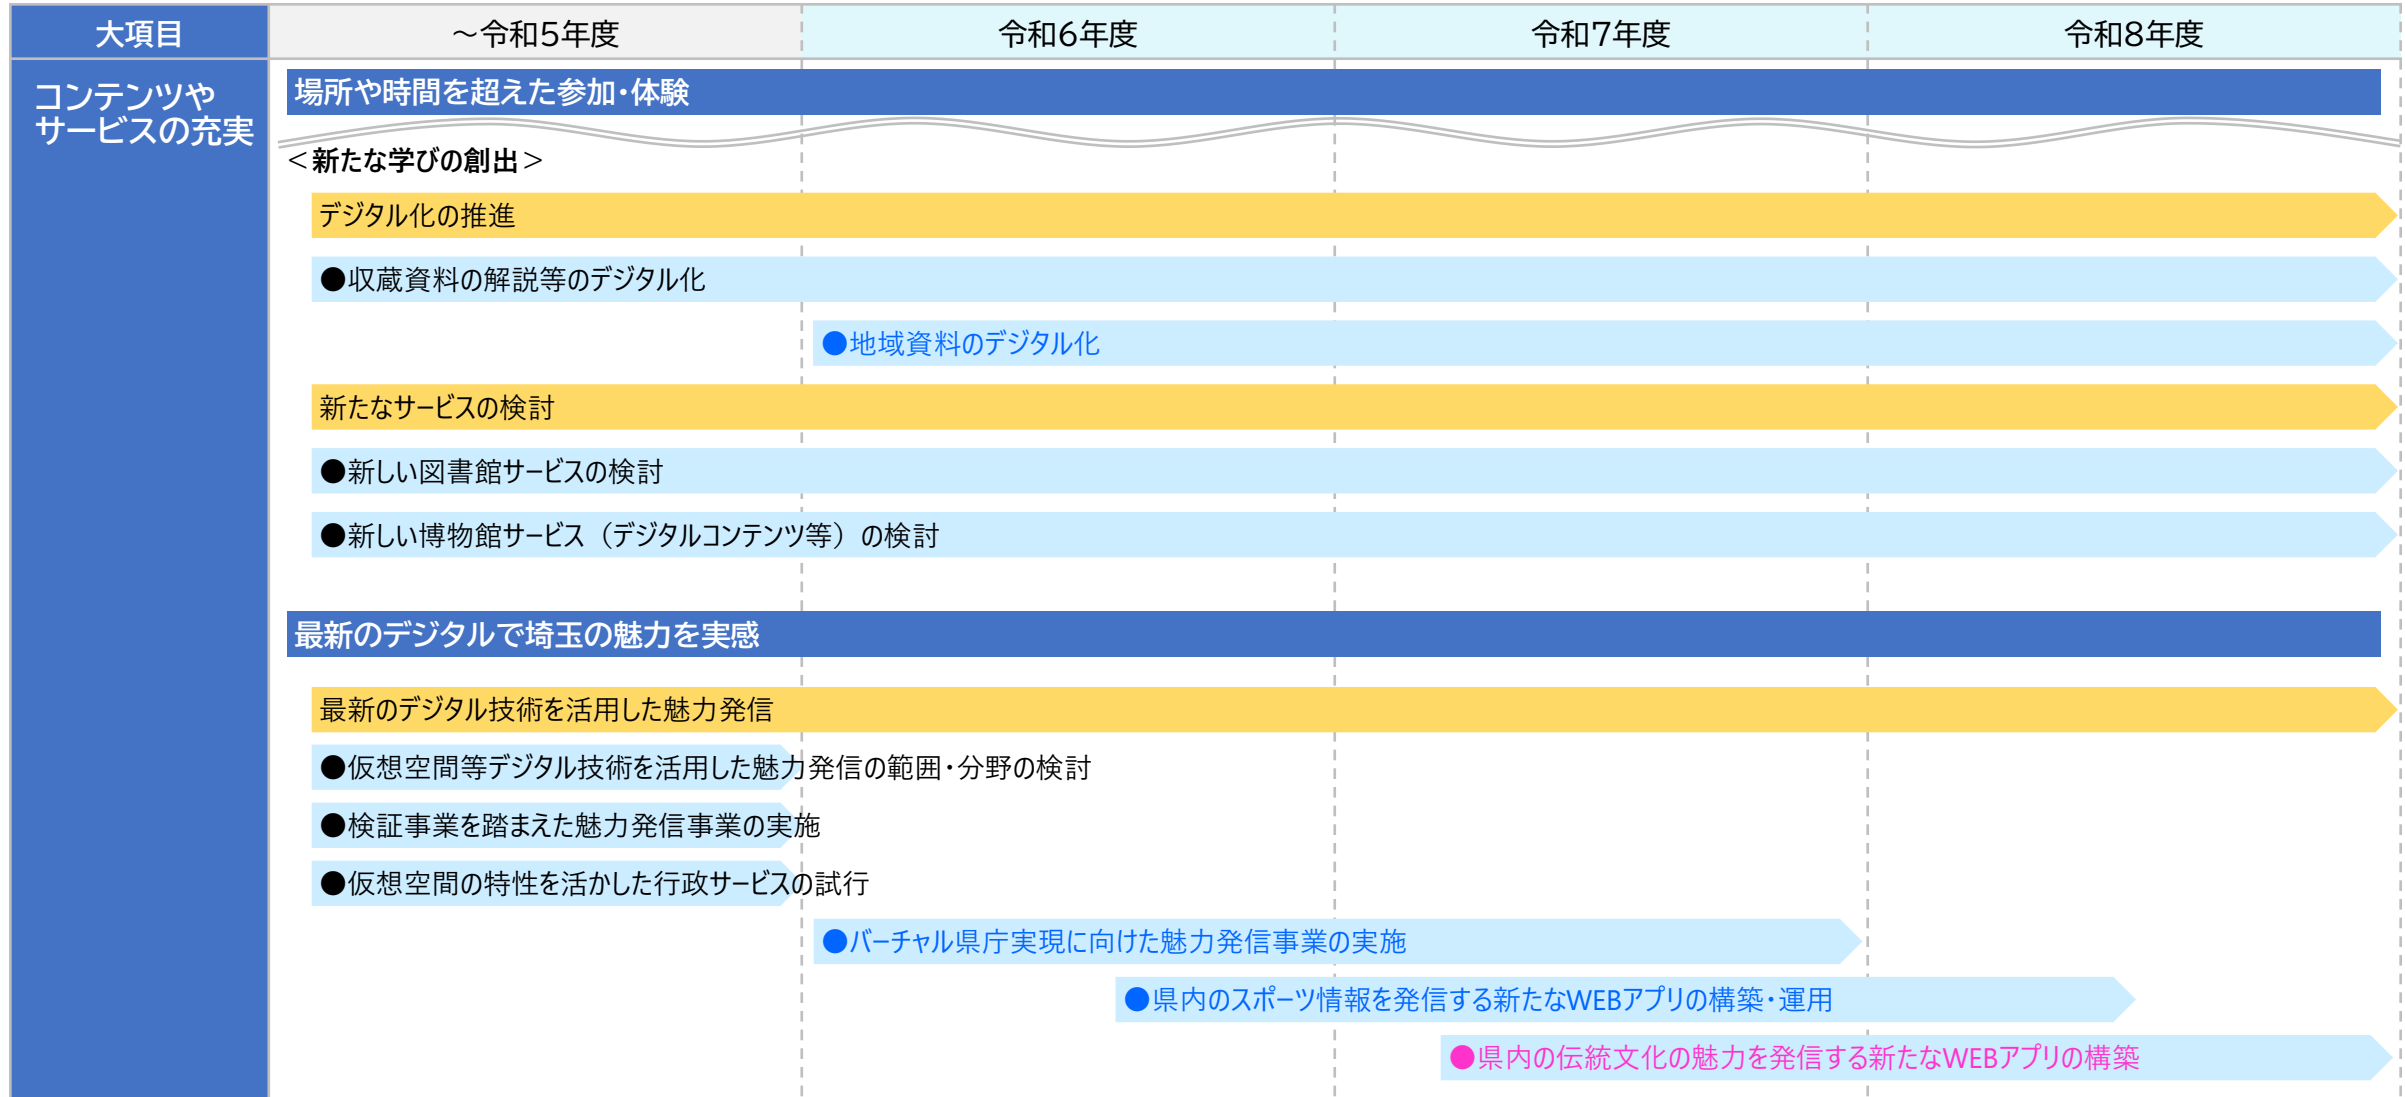 大項目
～令和5年度
令和6年度
令和7年度
令和8年度
コンテンツや
サービスの充実
場所や時間を超えた参加・体験
＜新たな学びの創出＞
デジタル化の推進
●収蔵資料の解説等のデジタル化
●地域資料のデジタル化
新たなサービスの検討
●新しい図書館サービスの検討
●新しい博物館サービス（デジタルコンテンツ等）の検討
最新のデジタルで埼玉の魅力を実感
最新のデジタル技術を活用した魅力発信
●仮想空間等デジタル技術を活用した魅力発信の範囲・分野の検討
●検証事業を踏まえた魅力発信事業の実施
●仮想空間の特性を活かした行政サービスの試行
●バーチャル県庁実現に向けた魅力発信事業の実施
●県内のスポーツ情報を発信する新たなWEBアプリの構築・運用
●県内の伝統文化の魅力を発信する新たなWEBアプリの構築